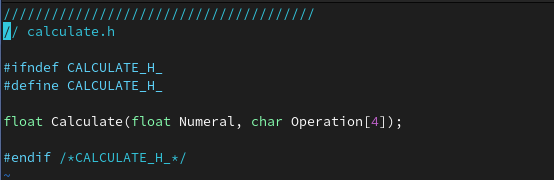 ///////////////////////////////////////
// calculate.h
#ifndef CALCULATE_H_
#define CALCULATE_H_
float Calculate(float Numeral, char Operation[4]);
#endif /*CALCULATE_H_*/
~